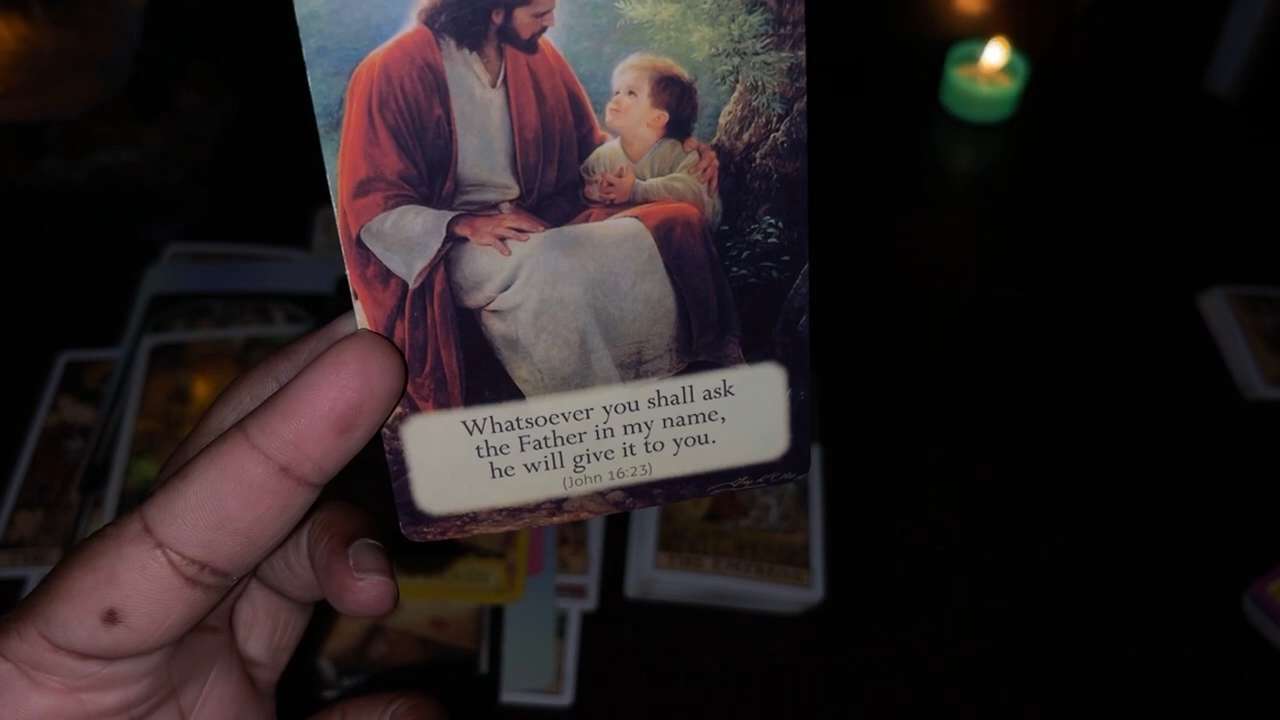 Whatsoever you shall ask
the Father in my name,
he will give it to you.
(John 16:23)